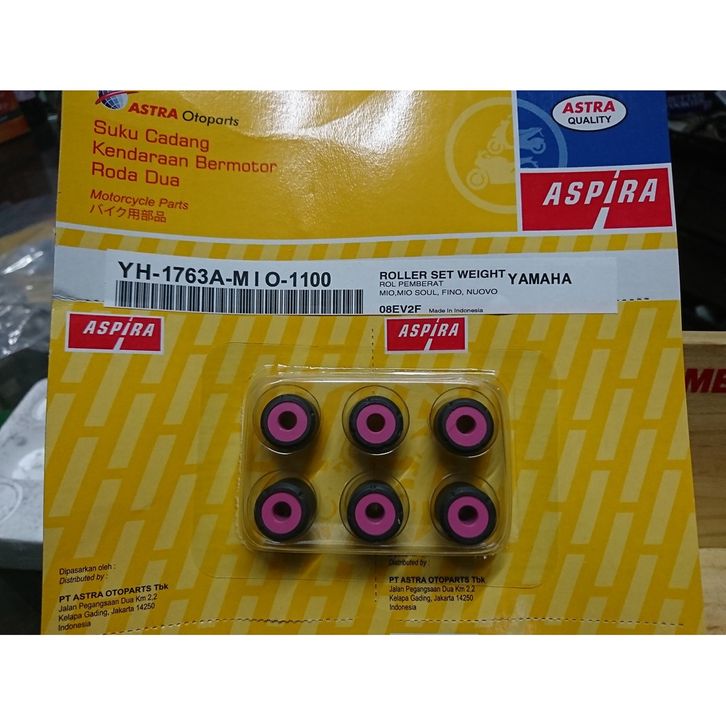 ASTRA Otoparts
Suku Cadang
Kendaraan Bermotor
Roda Dua
Motorcycle Parts
バイク用部品
ASTRA
QUALITY
ASPIRA
YH-1763A-MIO-1100
ROLLER SET WEIGHT YAMAHA
ROL PEMBERAT
MIO,MIO SOUL, FINO, NUOVO
08EV2F Made In Indonesia
ASPIRA
ASPIRA
Dipasarkan oleh :
Distributed by :
PT ASTRA OTOPARTS Tbk
Jalan Pegangsaan Dua Km 2,2
Kelapa Gading, Jakarta 14250
Indonesia
Dipasarkan oleh :
Distributed by :
PT ASTRA OTOPARTS Tbk
Jalan Pegangsaan Dua Km 2,2
Kelapa Gading, Jakarta 14250
Indonesia